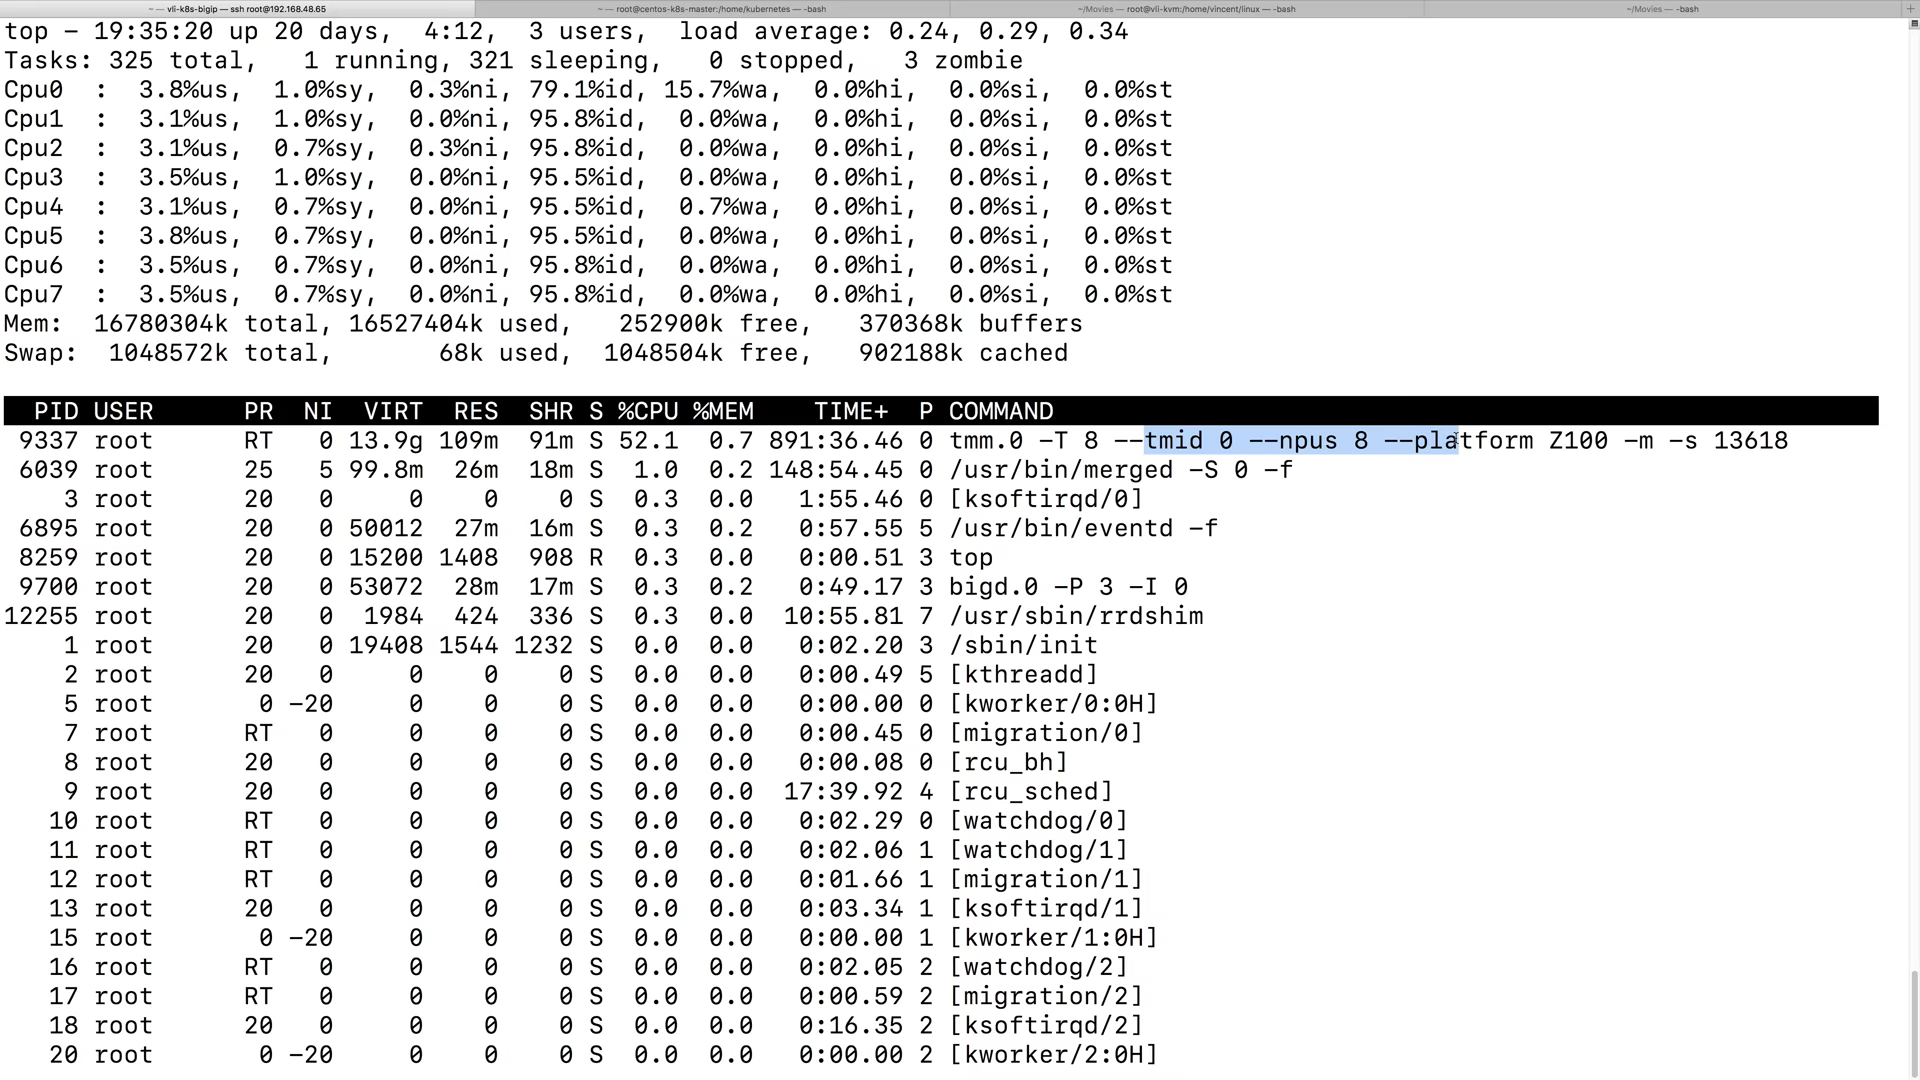 ~ — vli-k8s-bigip — ssh root@192.168.48.65
~ — root@centos-k8s-master:/home/kubernetes — -bash
~/Movies — root@vli-kvm:/home/vincent/linux — -bash
~/Movies — -bash
top - 19:35:20 up 20 days,  4:12,  3 users,  load average: 0.24, 0.29, 0.34
Tasks: 325 total,   1 running, 321 sleeping,   0 stopped,   3 zombie
Cpu0  :  3.8%us,  1.0%sy,  0.3%ni, 79.1%id, 15.7%wa,  0.0%hi,  0.0%si,  0.0%st
Cpu1  :  3.1%us,  1.0%sy,  0.0%ni, 95.8%id,  0.0%wa,  0.0%hi,  0.0%si,  0.0%st
Cpu2  :  3.1%us,  0.7%sy,  0.3%ni, 95.8%id,  0.0%wa,  0.0%hi,  0.0%si,  0.0%st
Cpu3  :  3.5%us,  1.0%sy,  0.0%ni, 95.5%id,  0.0%wa,  0.0%hi,  0.0%si,  0.0%st
Cpu4  :  3.1%us,  0.7%sy,  0.0%ni, 95.5%id,  0.7%wa,  0.0%hi,  0.0%si,  0.0%st
Cpu5  :  3.8%us,  0.7%sy,  0.0%ni, 95.5%id,  0.0%wa,  0.0%hi,  0.0%si,  0.0%st
Cpu6  :  3.5%us,  0.7%sy,  0.0%ni, 95.8%id,  0.0%wa,  0.0%hi,  0.0%si,  0.0%st
Cpu7  :  3.5%us,  0.7%sy,  0.0%ni, 95.8%id,  0.0%wa,  0.0%hi,  0.0%si,  0.0%st
Mem:  16780304k total, 16527404k used,   252900k free,   370368k buffers
Swap:  1048572k total,       68k used,  1048504k free,   902188k cached
  PID USER      PR  NI  VIRT  RES  SHR S %CPU %MEM    TIME+  P COMMAND
 9337 root      RT   0 13.9g 109m  91m S 52.1  0.7 891:36.46 0 tmm.0 -T 8 --tmid 0 --npus 8 --platform Z100 -m -s 13618
 6039 root      25   5 99.8m  26m  18m S  1.0  0.2 148:54.45 0 /usr/bin/merged -S 0 -f
    3 root      20   0     0    0    0 S  0.3  0.0   1:55.46 0 [ksoftirqd/0]
 6895 root      20   0 50012  27m  16m S  0.3  0.2   0:57.55 5 /usr/bin/eventd -f
 8259 root      20   0 15200 1408  908 R  0.3  0.0   0:00.51 3 top
 9700 root      20   0 53072  28m  17m S  0.3  0.2   0:49.17 3 bigd.0 -P 3 -I 0
12255 root      20   0  1984  424  336 S  0.3  0.0  10:55.81 7 /usr/sbin/rrdshim
    1 root      20   0 19408 1544 1232 S  0.0  0.0   0:02.20 3 /sbin/init
    2 root      20   0     0    0    0 S  0.0  0.0   0:00.49 5 [kthreadd]
    5 root       0 -20     0    0    0 S  0.0  0.0   0:00.00 0 [kworker/0:0H]
    7 root      RT   0     0    0    0 S  0.0  0.0   0:00.45 0 [migration/0]
    8 root      20   0     0    0    0 S  0.0  0.0   0:00.08 0 [rcu_bh]
    9 root      20   0     0    0    0 S  0.0  0.0  17:39.92 4 [rcu_sched]
   10 root      RT   0     0    0    0 S  0.0  0.0   0:02.29 0 [watchdog/0]
   11 root      RT   0     0    0    0 S  0.0  0.0   0:02.06 1 [watchdog/1]
   12 root      RT   0     0    0    0 S  0.0  0.0   0:01.66 1 [migration/1]
   13 root      20   0     0    0    0 S  0.0  0.0   0:03.34 1 [ksoftirqd/1]
   15 root       0 -20     0    0    0 S  0.0  0.0   0:00.00 1 [kworker/1:0H]
   16 root      RT   0     0    0    0 S  0.0  0.0   0:02.05 2 [watchdog/2]
   17 root      RT   0     0    0    0 S  0.0  0.0   0:00.59 2 [migration/2]
   18 root      20   0     0    0    0 S  0.0  0.0   0:16.35 2 [ksoftirqd/2]
   20 root       0 -20     0    0    0 S  0.0  0.0   0:00.00 2 [kworker/2:0H]